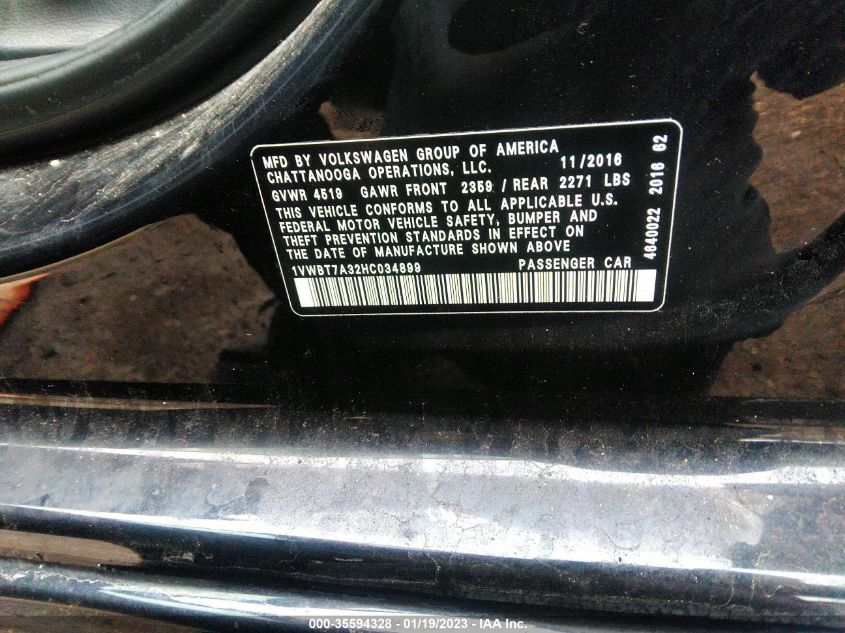 MFD BY VOLKSWAGEN GROUP OF AMERICA
CHATTANOOGA OPERATIONS, LLC. 11/2016
GVWR 4519 GAWR FRONT 2359 / REAR 2271 LBS
THIS VEHICLE CONFORMS TO ALL APPLICABLE U.S.
FEDERAL MOTOR VEHICLE SAFETY, BUMPER AND
THEFT PREVENTION STANDARDS IN EFFECT ON
THE DATE OF MANUFACTURE SHOWN ABOVE
1VWBT7A32HC034899 PASSENGER CAR
4640022 2016 62
000-35594328 - 01/19/2023 - IAA Inc.